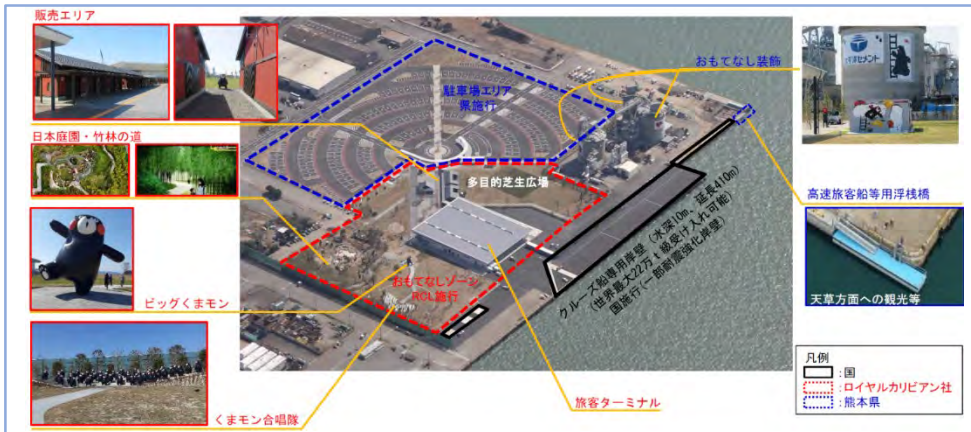 販売エリア
日本庭園・竹林の道
ビッグくまモン
くまモン合唱隊
駐車場エリア
県施行
多目的芝生広場
おもてなしゾーン
RCL施行
旅客ターミナル
クルーズ船専用岸壁（水深10m、延長410m）
（世界最大22万t級受け入れ可能）
国施行（一部耐震強化岸壁）
おもてなし装飾
太平洋セメント
高速旅客船等用浮桟橋
天草方面への観光等
凡例
：国
：ロイヤルカリビアン社
：熊本県